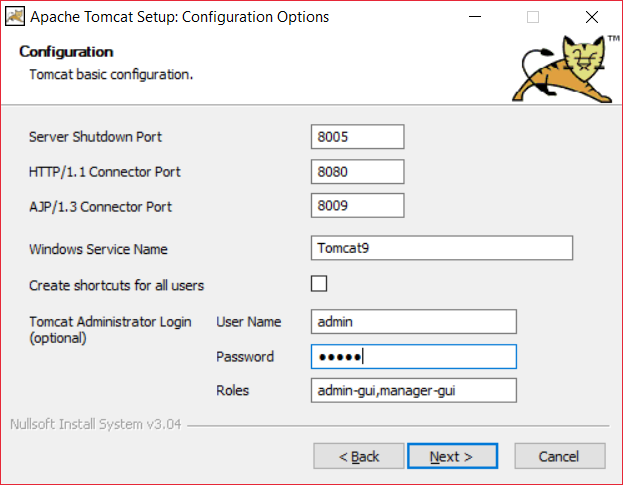 Apache Tomcat Setup: Configuration Options
Configuration
Tomcat basic configuration.
TM
Server Shutdown Port 8005
HTTP/1.1 Connector Port 8080
AJP/1.3 Connector Port 8009
Windows Service Name Tomcat9
Create shortcuts for all users
Tomcat Administrator Login (optional)
User Name admin
Password ●●●●●
Roles admin-gui,manager-gui
Nullsoft Install System v3.04
< Back Next > Cancel